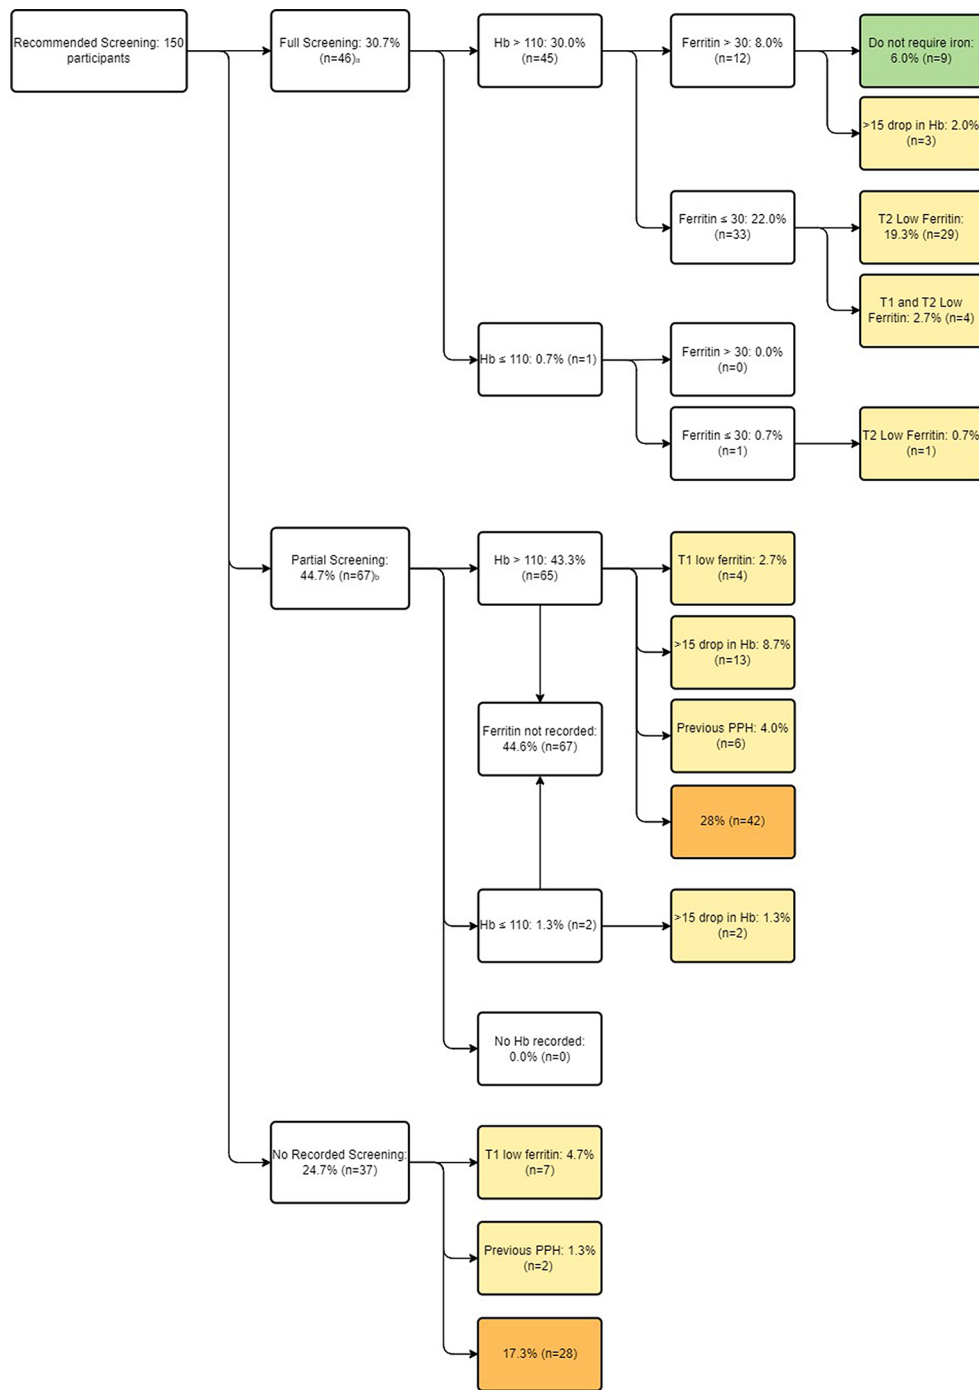 Recommended Screening: 150
participants
Full Screening: 30.7%
(n=46)ₐ
Hb > 110: 30.0%
(n=45)
Ferritin > 30: 8.0%
(n=12)
Do not require iron:
6.0% (n=9)
>15 drop in Hb: 2.0%
(n=3)
Ferritin ≤ 30: 22.0%
(n=33)
T2 Low Ferritin:
19.3% (n=29)
T1 and T2 Low
Ferritin: 2.7% (n=4)
Hb ≤ 110: 0.7% (n=1)
Ferritin > 30: 0.0%
(n=0)
Ferritin ≤ 30: 0.7%
(n=1)
T2 Low Ferritin: 0.7%
(n=1)
Partial Screening:
44.7% (n=67)b
Hb > 110: 43.3%
(n=65)
T1 low ferritin: 2.7%
(n=4)
>15 drop in Hb: 8.7%
(n=13)
Previous PPH: 4.0%
(n=6)
Ferritin not recorded:
44.6% (n=67)
28% (n=42)
Hb ≤ 110: 1.3% (n=2)
>15 drop in Hb: 1.3%
(n=2)
No Hb recorded:
0.0% (n=0)
No Recorded Screening:
24.7% (n=37)
T1 low ferritin: 4.7%
(n=7)
Previous PPH: 1.3%
(n=2)
17.3% (n=28)